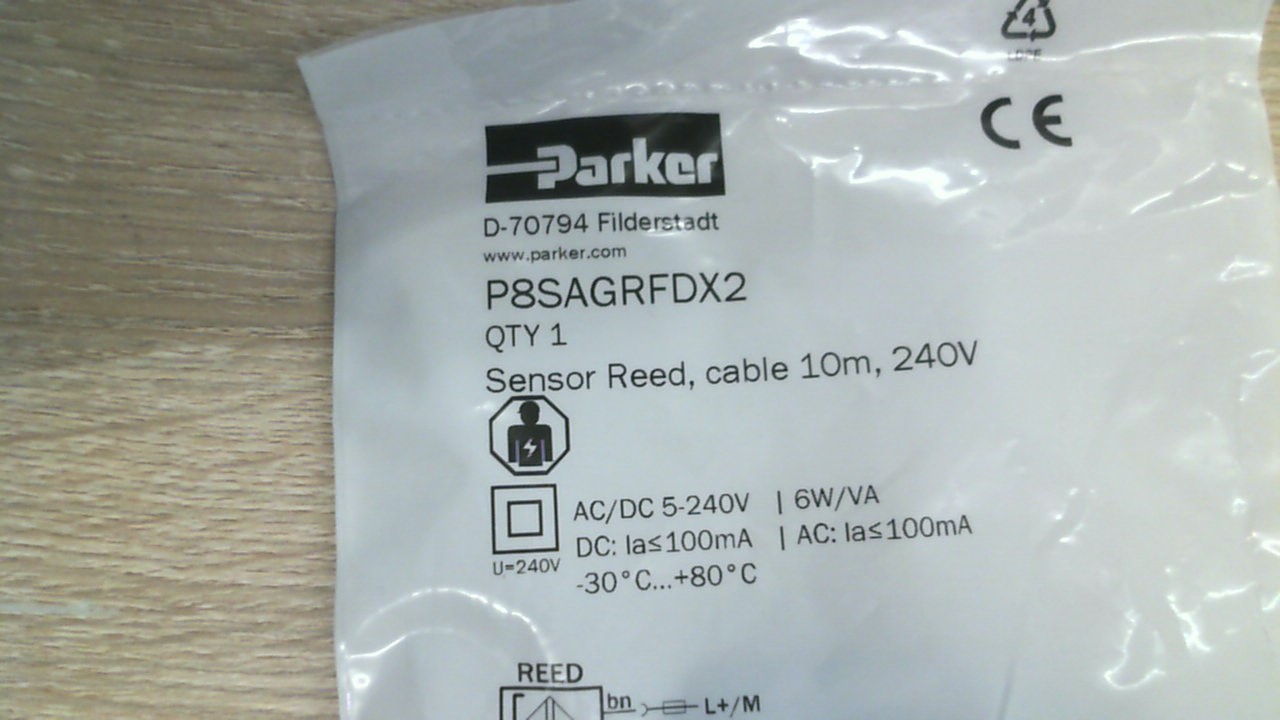 4
LDPE
CE
Parker
D-70794 Filderstadt
www.parker.com
P8SAGRFDX2
QTY 1
Sensor Reed, cable 10m, 240V
AC/DC 5-240V | 6W/VA
DC: Ia≤100mA | AC: Ia≤100mA
U=240V
-30°C...+80°C
REED
bn L+/M